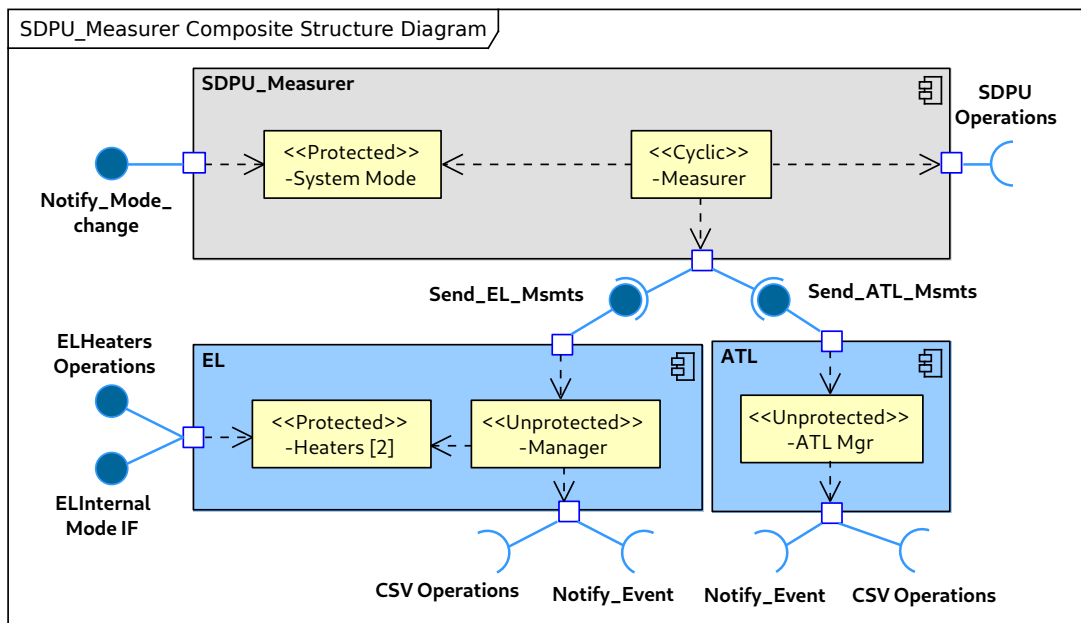 SDPU_Measurer Composite Structure Diagram
SDPU_Measurer
SDPU
Operations
<<Protected>>
-System Mode
<<Cyclic>>
-Measurer
Notify_Mode_
change
Send_EL_Msmts
Send_ATL_Msmts
ELHeaters
Operations
EL
ATL
<<Protected>>
-Heaters [2]
<<Unprotected>>
-Manager
<<Unprotected>>
-ATL Mgr
ELInternal
Mode IF
CSV Operations
Notify_Event
Notify_Event
CSV Operations